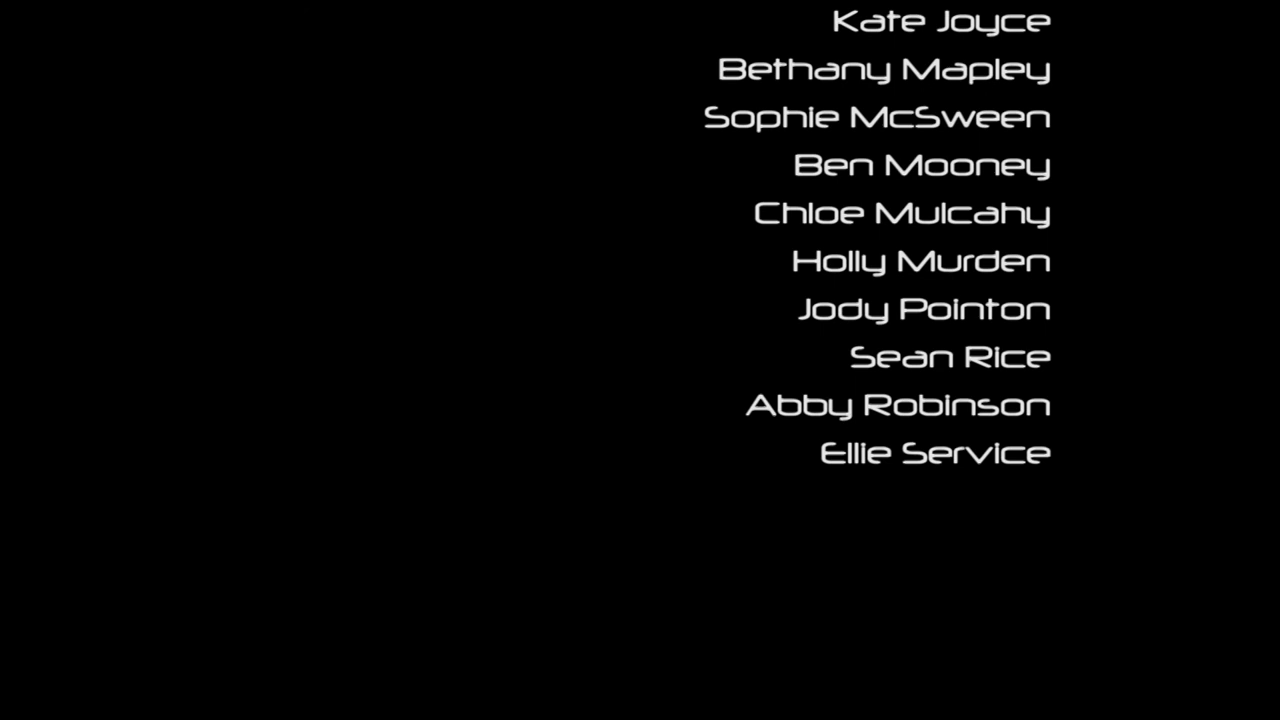 Kate Joyce
Bethany Mapley
Sophie McSween
Ben Mooney
Chloe Mulcahy
Holly Murden
Jody Pointon
Sean Rice
Abby Robinson
Ellie Service